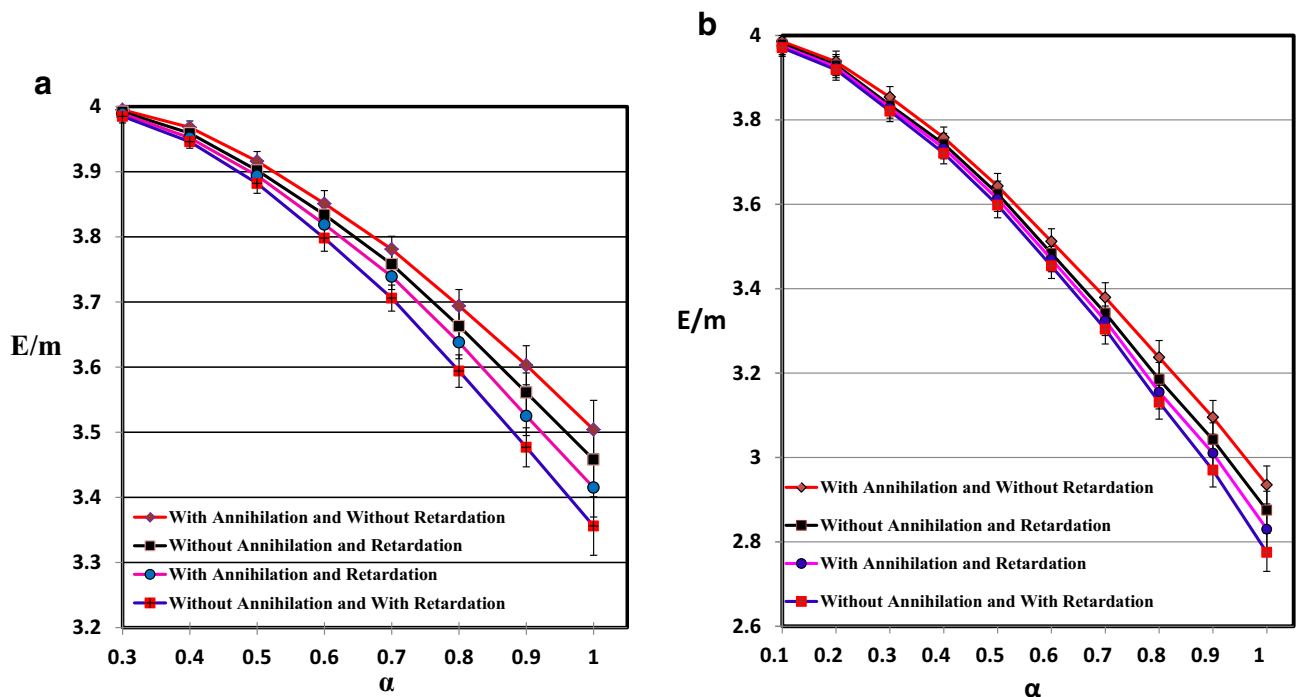 a
4
3.9
3.8
3.7
3.6
3.5
3.4
3.3
3.2
E/m
With Annihilation and Without Retardation
Without Annihilation and Retardation
With Annihilation and Retardation
Without Annihilation and With Retardation
0.3 0.4 0.5 0.6 0.7 0.8 0.9 1
α
b
4
3.8
3.6
3.4
3.2
3
2.8
2.6
E/m
With Annihilation and Without Retardation
Without Annihilation and Retardation
With Annihilation and Retardation
Without Annihilation and With Retardation
0.1 0.2 0.3 0.4 0.5 0.6 0.7 0.8 0.9 1
α